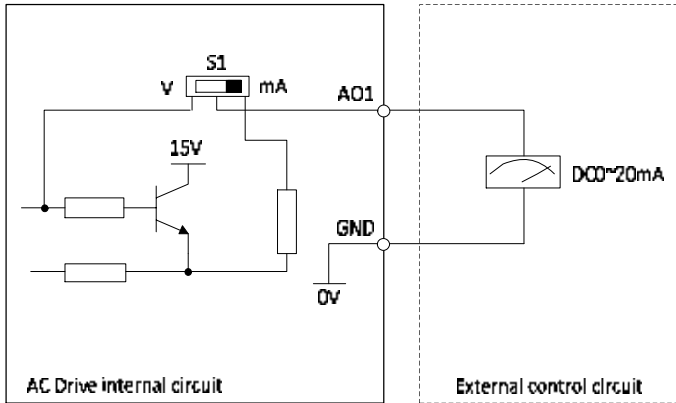 S1
V
mA
AO1
15V
DC0~20mA
GND
0V
AC Drive internal circuit
External control circuit